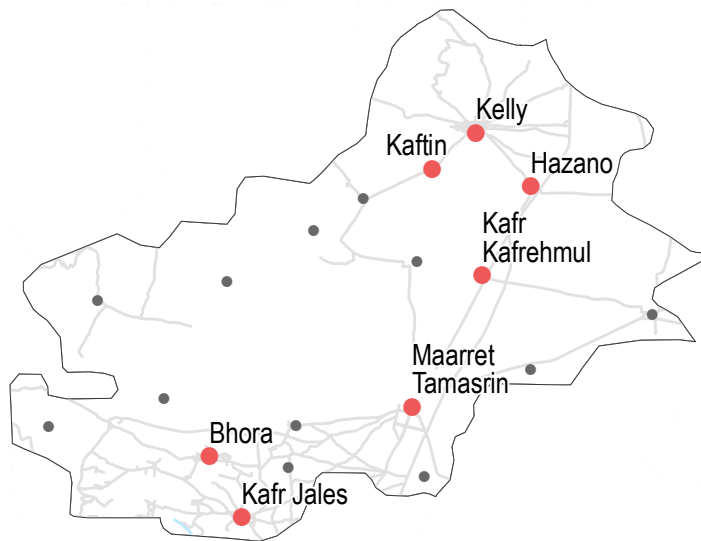 Kelly
Kaftin
Hazano
Kafr
Kafrehmul
Maarret
Tamasrin
Bhora
Kafr Jales